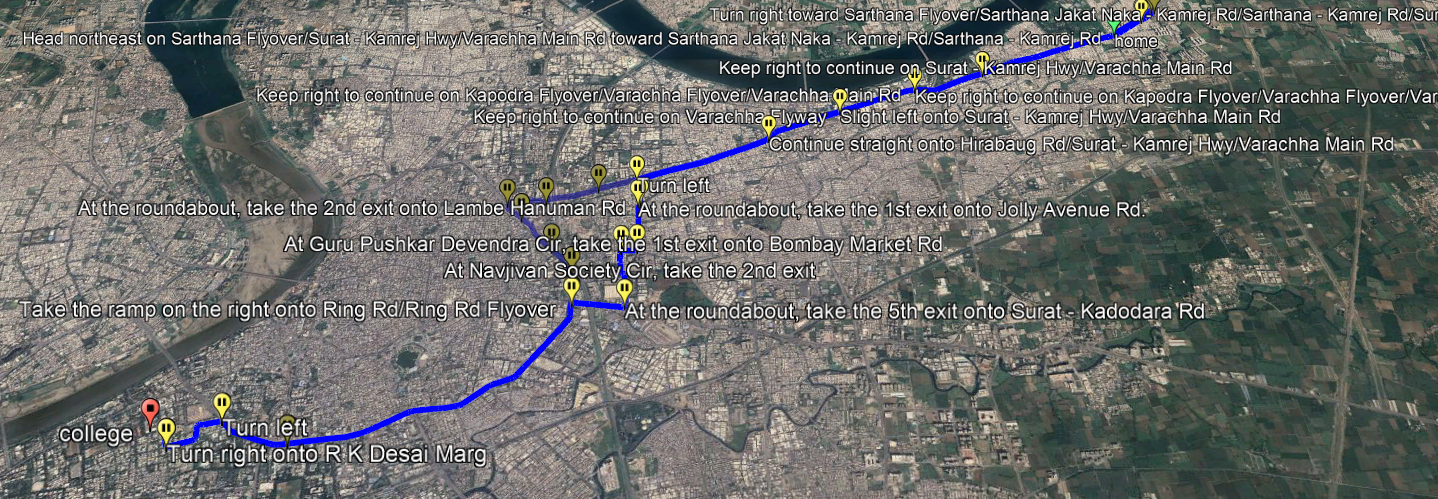 Turn right toward Sarthana Flyover/Sarthana Jakat Naka - Kamrej Rd/Sarthana - Kamrej Rd/Sur
Head northeast on Sarthana Flyover/Surat - Kamrej Hwy/Varachha Main Rd toward Sarthana Jakat Naka - Kamrej Rd/Sarthana - Kamrej Rd
home
Keep right to continue on Surat - Kamrej Hwy/Varachha Main Rd
Keep right to continue on Kapodra Flyover/Varachha Flyover/Varachha Main Rd
Keep right to continue on Kapodra Flyover/Varachha Flyover/Var
Keep right to continue on Varachha Flyway
Slight left onto Surat - Kamrej Hwy/Varachha Main Rd
Continue straight onto Hirabaug Rd/Surat - Kamrej Hwy/Varachha Main Rd
Turn left
At the roundabout, take the 2nd exit onto Lambe Hanuman Rd
At the roundabout, take the 1st exit onto Jolly Avenue Rd.
At Guru Pushkar Devendra Cir, take the 1st exit onto Bombay Market Rd
At Navjivan Society Cir, take the 2nd exit
Take the ramp on the right onto Ring Rd/Ring Rd Flyover
At the roundabout, take the 5th exit onto Surat - Kadodara Rd
Turn left
college
Turn right onto R K Desai Marg